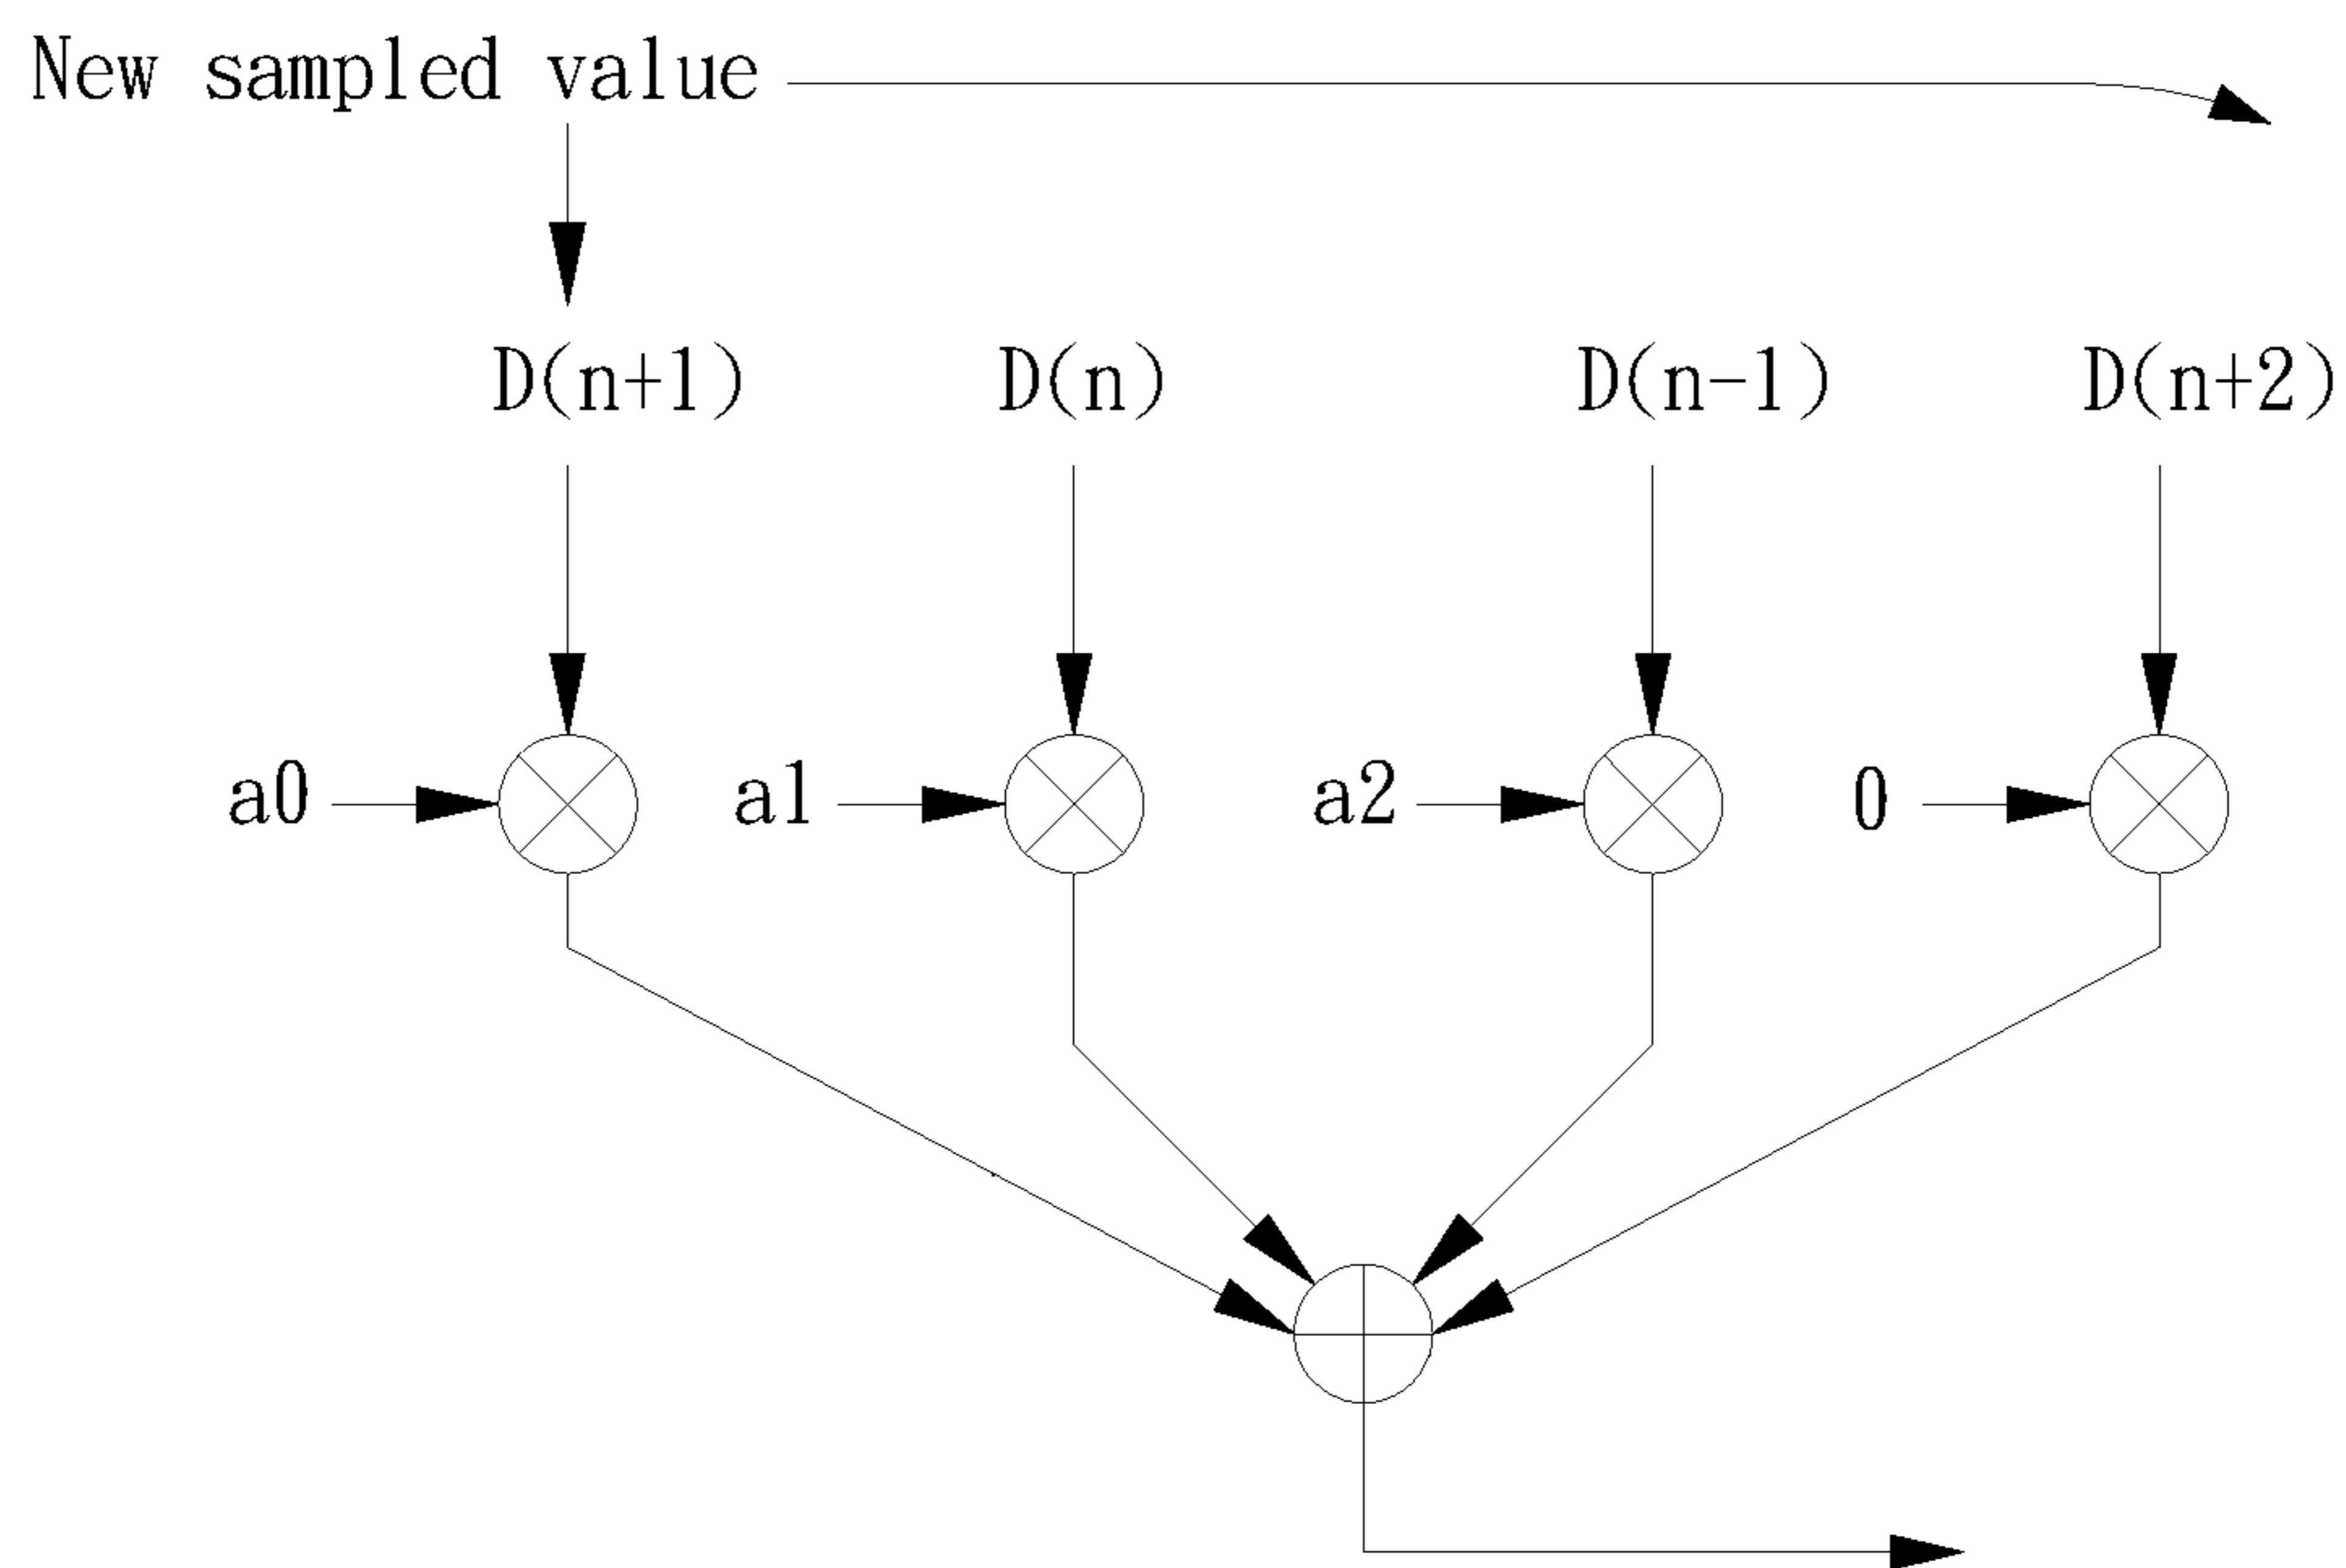 New sampled value
D(n+1) D(n) D(n-1) D(n+2)
a0 a1 a2 0